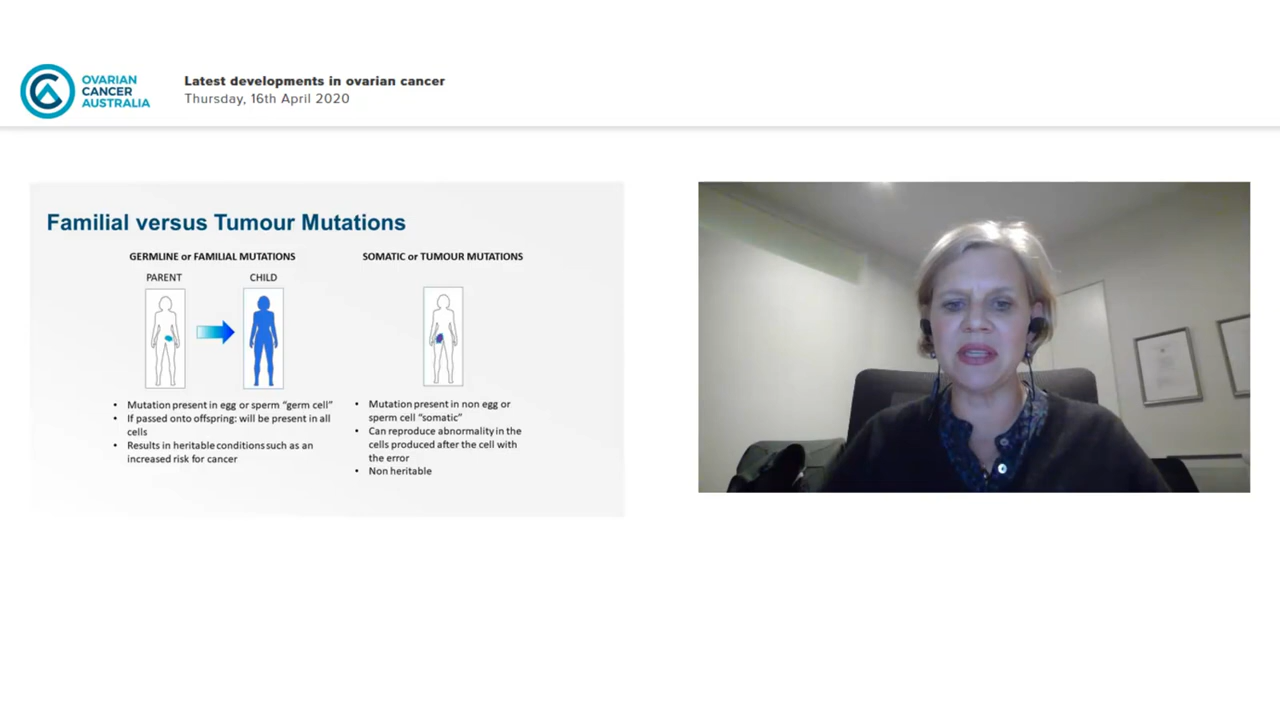 OVARIAN
CANCER
AUSTRALIA
Latest developments in ovarian cancer
Thursday, 16th April 2020
Familial versus Tumour Mutations
GERMLINE or FAMILIAL MUTATIONS
PARENT
CHILD
• Mutation present in egg or sperm “germ cell”
• If passed onto offspring: will be present in all
cells
• Results in heritable conditions such as an
increased risk for cancer
SOMATIC or TUMOUR MUTATIONS
• Mutation present in non egg or
sperm cell “somatic”
• Can reproduce abnormality in the
cells produced after the cell with
the error
• Non heritable